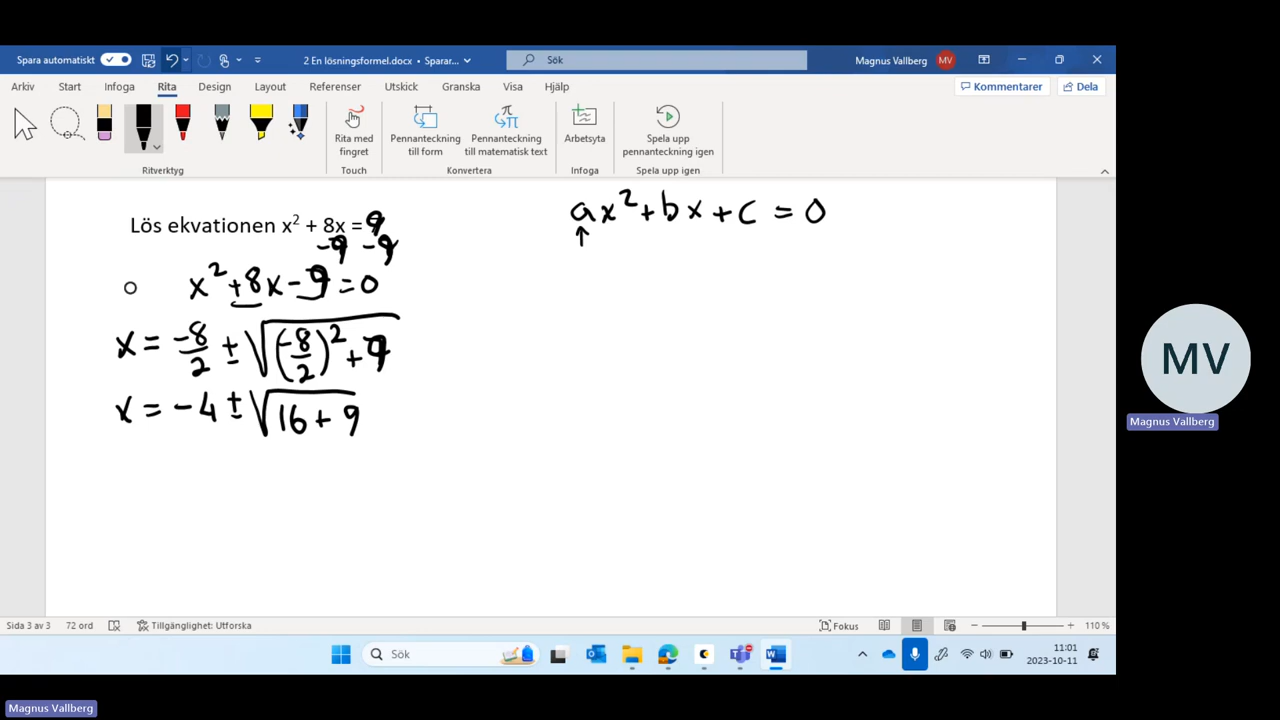 Spara automatiskt
2 En lösningsformel.docx • Sparar...
Sök
Magnus Vallberg MV
Arkiv Start Infoga Rita Design Layout Referenser Utskick Granska Visa Hjälp
Kommentarer Dela
Rita med fingret
Pennanteckning till form
Pennanteckning till matematisk text
Arbetsyta
Spela upp pennanteckning igen
Ritverktyg Touch Konvertera Infoga Spela upp igen
Lös ekvationen x² + 8x = 9
-9 -9
ax² + bx + c = 0
↑
x² + 8x - 9 = 0
x = -8/2 ± √((-8/2)² + 9)
x = -4 ± √(16 + 9)
MV
Magnus Vallberg
Sida 3 av 3 72 ord Tillgänglighet: Utforska Fokus 110 %
Sök
11:01
2023-10-11
Magnus Vallberg